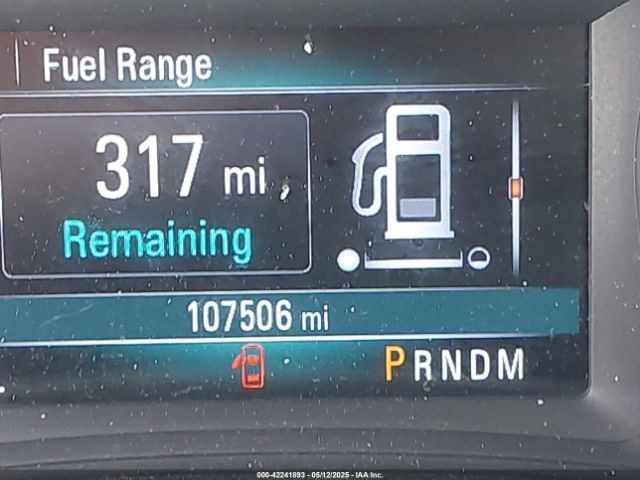 Fuel Range
317 mi
Remaining
107506 mi
PRNDM
000-42241893 - 05/12/2025 - IAA Inc.